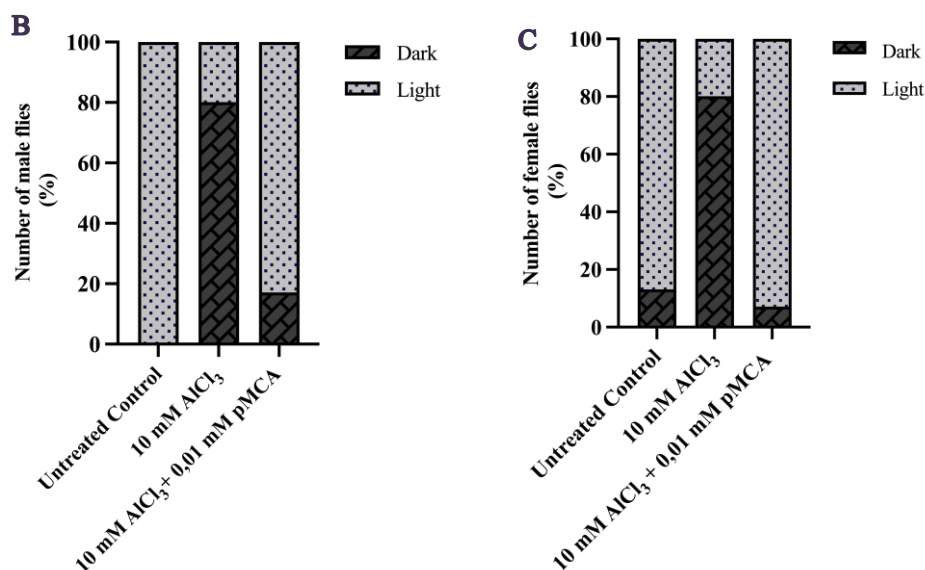 B
Number of male flies
(%)
100
80
60
40
20
0
Untreated Control
10 mM AlCl₃
10 mM AlCl₃+ 0,01 mM pMCA
Dark
Light
C
Number of female flies
(%)
100
80
60
40
20
0
Untreated Control
10 mM AlCl₃
10 mM AlCl₃ + 0,01 mM pMCA
Dark
Light